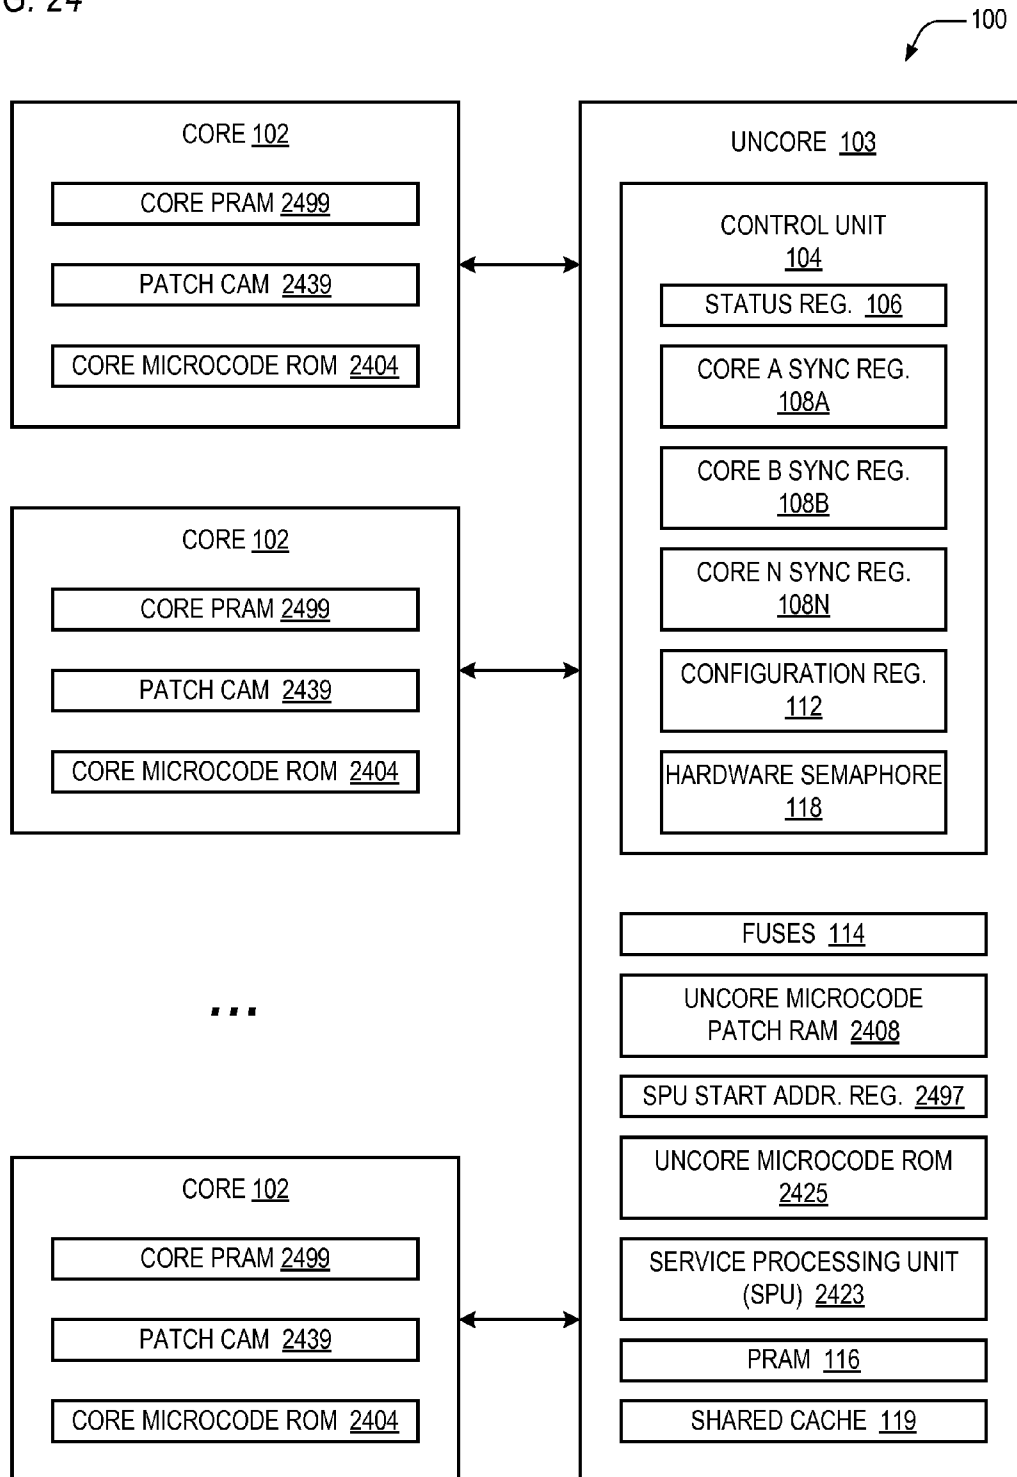 G. 24
100
CORE 102
CORE PRAM 2499
PATCH CAM 2439
CORE MICROCODE ROM 2404
CORE 102
CORE PRAM 2499
PATCH CAM 2439
CORE MICROCODE ROM 2404
...
CORE 102
CORE PRAM 2499
PATCH CAM 2439
CORE MICROCODE ROM 2404
UNCORE 103
CONTROL UNIT
104
STATUS REG. 106
CORE A SYNC REG.
108A
CORE B SYNC REG.
108B
CORE N SYNC REG.
108N
CONFIGURATION REG.
112
HARDWARE SEMAPHORE
118
FUSES 114
UNCORE MICROCODE
PATCH RAM 2408
SPU START ADDR. REG. 2497
UNCORE MICROCODE ROM
2425
SERVICE PROCESSING UNIT
(SPU) 2423
PRAM 116
SHARED CACHE 119